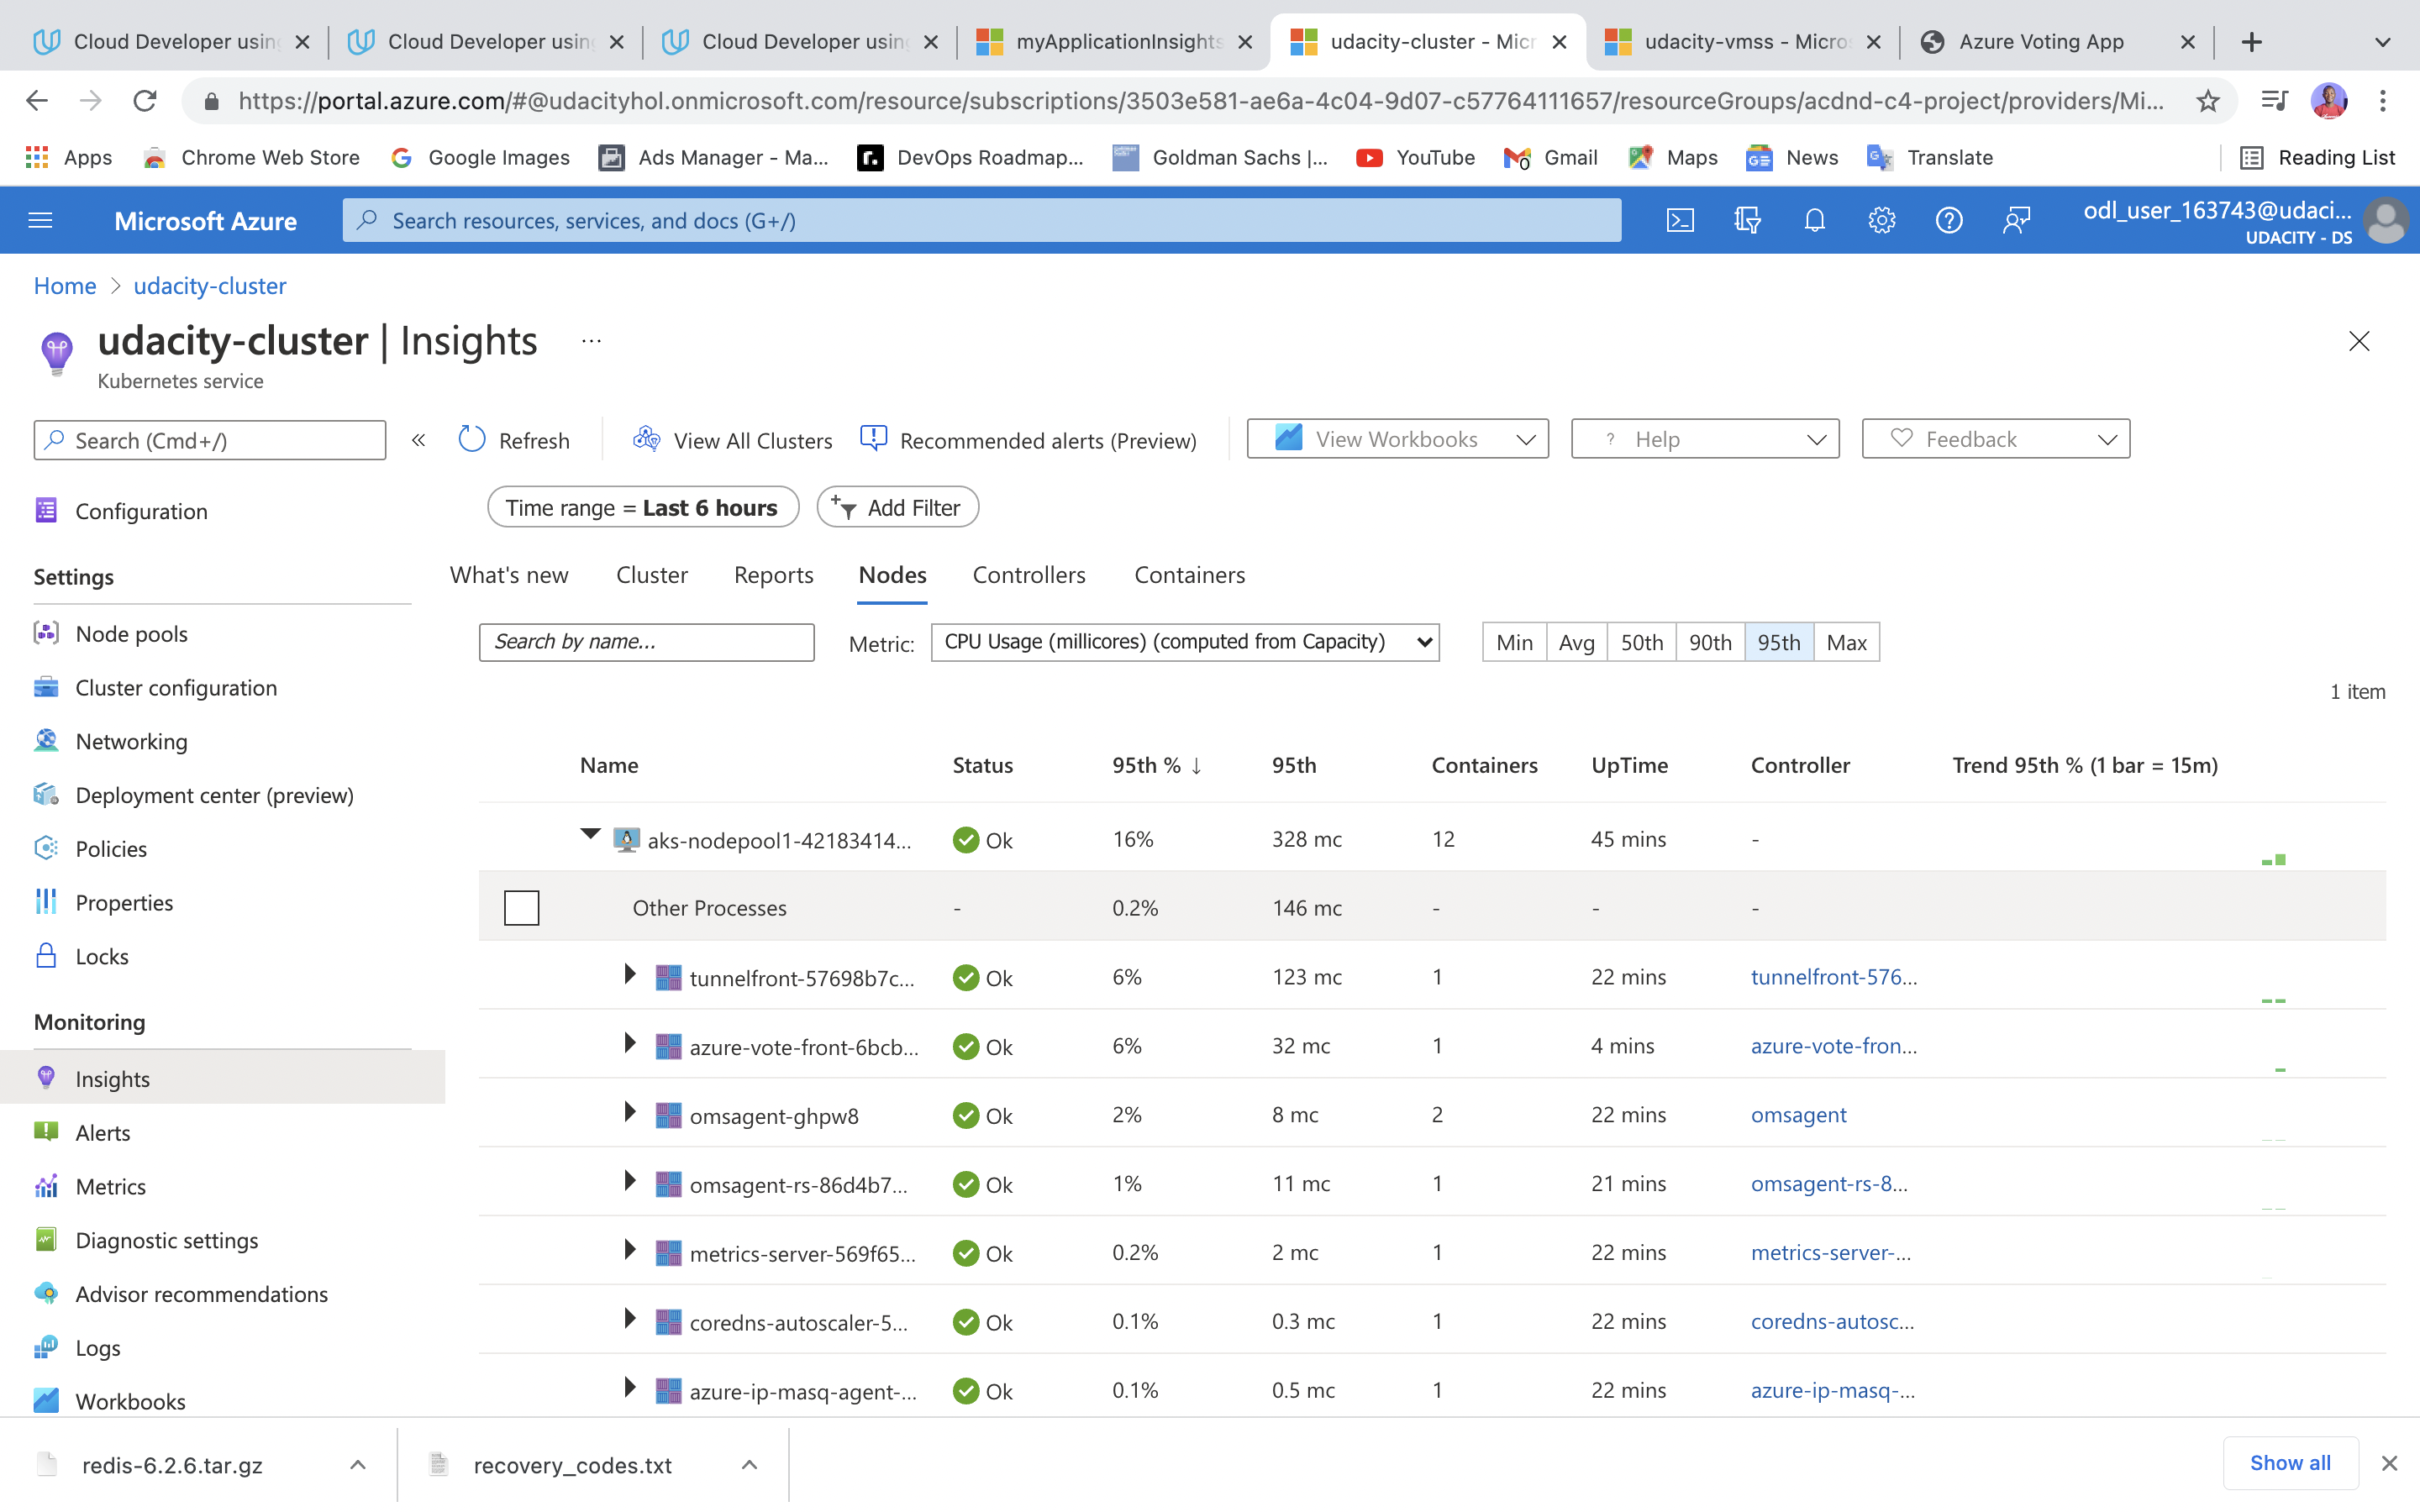 Cloud Developer using
Cloud Developer using
Cloud Developer using
myApplicationInsights
udacity-cluster - Micr
udacity-vmss - Micros
Azure Voting App
https://portal.azure.com/#@udacityhol.onmicrosoft.com/resource/subscriptions/3503e581-ae6a-4c04-9d07-c57764111657/resourceGroups/acdnd-c4-project/providers/Mi...
Apps Chrome Web Store Google Images Ads Manager - Ma... DevOps Roadmap... Goldman Sachs |... YouTube Gmail Maps News Translate Reading List
Microsoft Azure
Search resources, services, and docs (G+/)
odl_user_163743@udaci...
UDACITY - DS
Home > udacity-cluster
udacity-cluster | Insights ...
Kubernetes service
Search (Cmd+/)
« Refresh View All Clusters Recommended alerts (Preview) View Workbooks ? Help Feedback
Time range = Last 6 hours Add Filter
Configuration
Settings
Node pools
Cluster configuration
Networking
Deployment center (preview)
Policies
Properties
Locks
Monitoring
Insights
Alerts
Metrics
Diagnostic settings
Advisor recommendations
Logs
Workbooks
What's new Cluster Reports Nodes Controllers Containers
Search by name... Metric: CPU Usage (millicores) (computed from Capacity) Min Avg 50th 90th 95th Max
1 item
Name Status 95th % ↓ 95th Containers UpTime Controller Trend 95th % (1 bar = 15m)
aks-nodepool1-42183414... Ok 16% 328 mc 12 45 mins -
Other Processes - 0.2% 146 mc - - -
tunnelfront-57698b7c... Ok 6% 123 mc 1 22 mins tunnelfront-576...
azure-vote-front-6bcb... Ok 6% 32 mc 1 4 mins azure-vote-fron...
omsagent-ghpw8 Ok 2% 8 mc 2 22 mins omsagent
omsagent-rs-86d4b7... Ok 1% 11 mc 1 21 mins omsagent-rs-8...
metrics-server-569f65... Ok 0.2% 2 mc 1 22 mins metrics-server-...
coredns-autoscaler-5... Ok 0.1% 0.3 mc 1 22 mins coredns-autosc...
azure-ip-masq-agent-... Ok 0.1% 0.5 mc 1 22 mins azure-ip-masq-...
redis-6.2.6.tar.gz
recovery_codes.txt
Show all